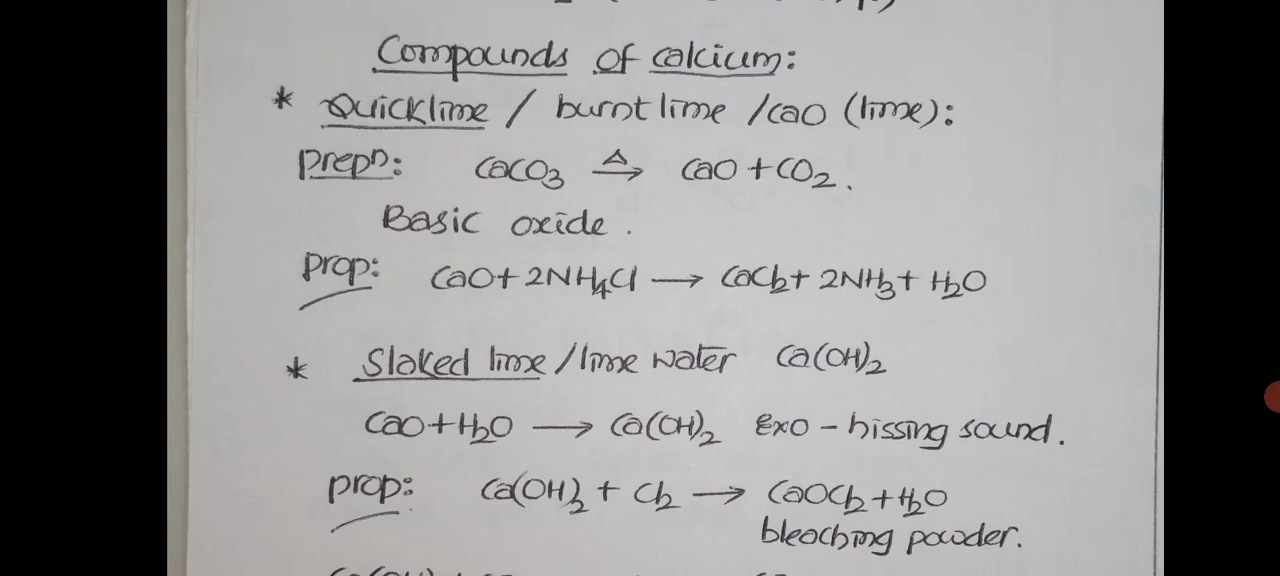 Compounds of calcium:
* Quicklime / burnt lime / CaO (lime):
Prepn: CaCO3 Δ→ CaO + CO2.
Basic oxide.
Prop: CaO + 2NH4Cl → CaCl2 + 2NH3 + H2O
* Slaked lime / lime water Ca(OH)2
CaO + H2O → Ca(OH)2 Exo - hissing sound.
Prop: Ca(OH)2 + Cl2 → CaOCl2 + H2O
bleaching powder.